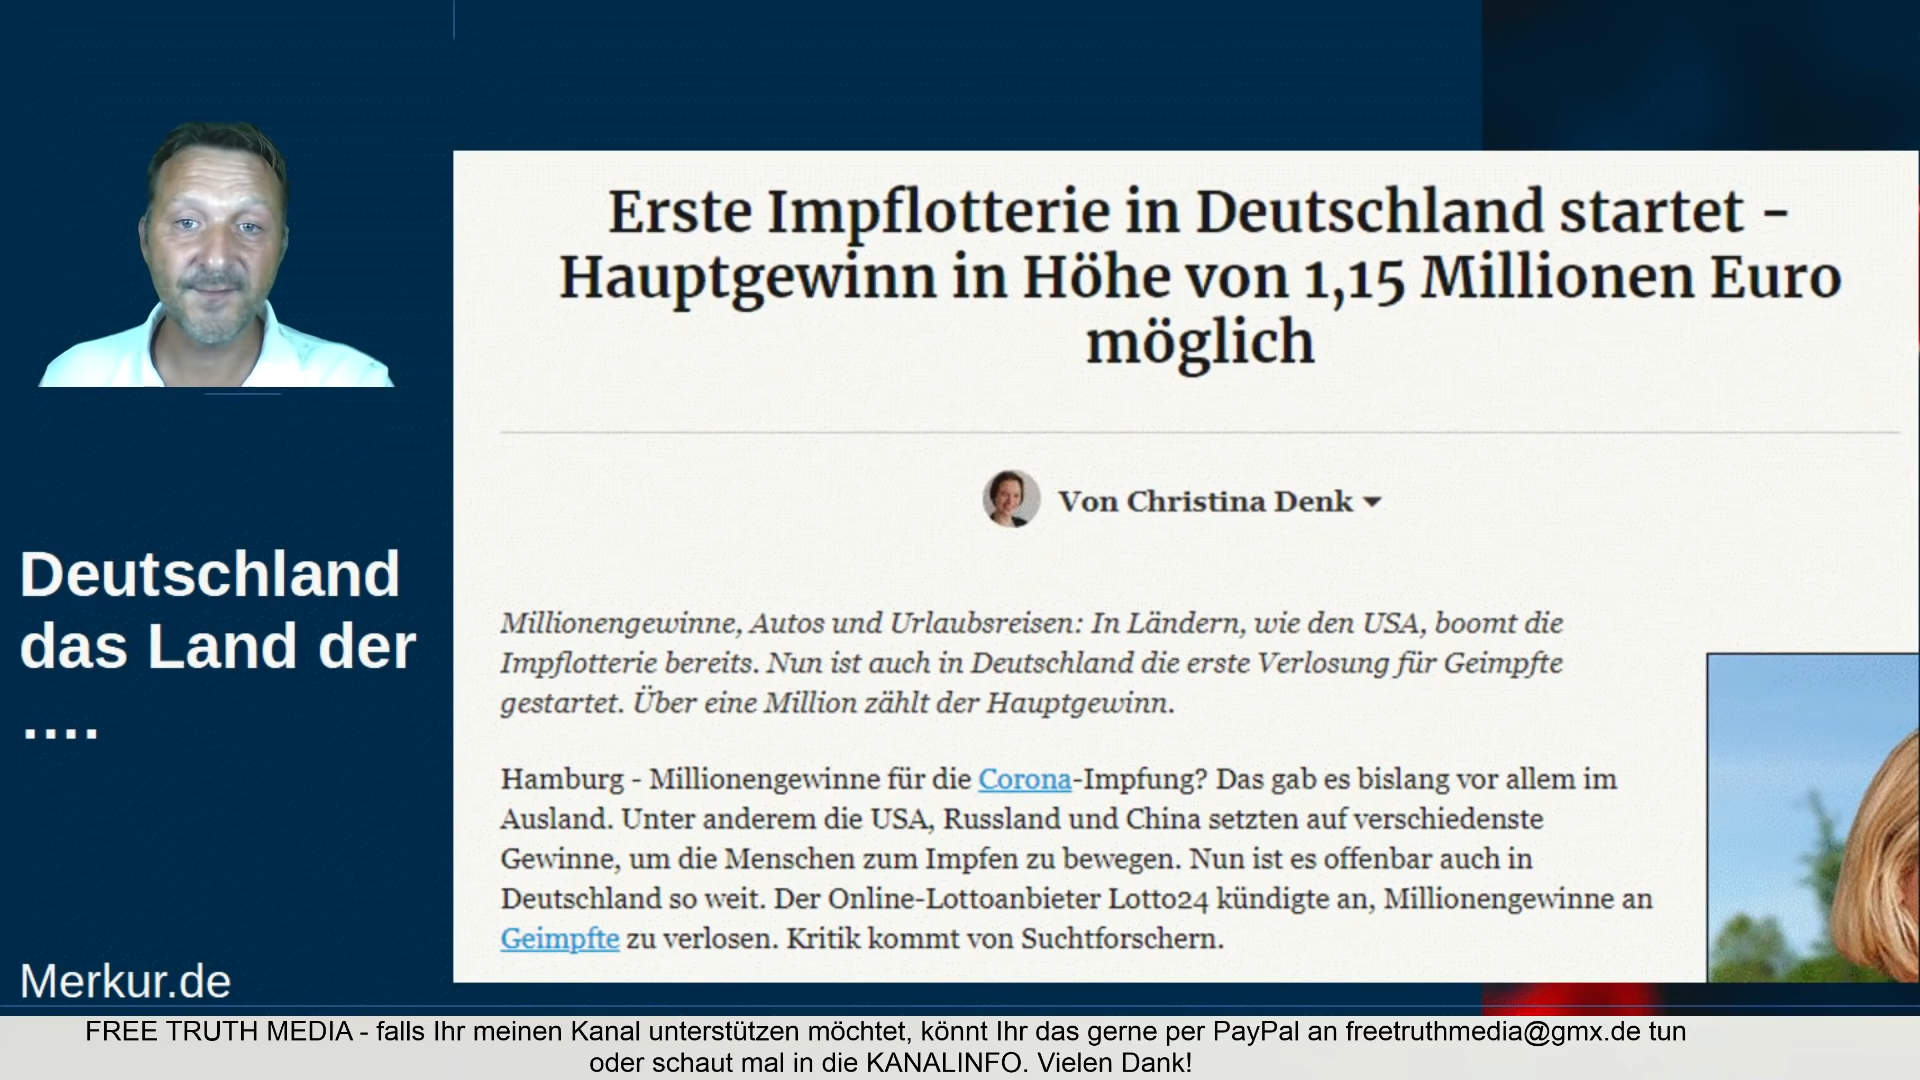 Erste Impflotterie in Deutschland startet -
Hauptgewinn in Höhe von 1,15 Millionen Euro
möglich
Von Christina Denk
Millionengewinne, Autos und Urlaubsreisen: In Ländern, wie den USA, boomt die
Impflotterie bereits. Nun ist auch in Deutschland die erste Verlosung für Geimpfte
gestartet. Über eine Million zählt der Hauptgewinn.
Hamburg - Millionengewinne für die Corona-Impfung? Das gab es bislang vor allem im
Ausland. Unter anderem die USA, Russland und China setzten auf verschiedenste
Gewinne, um die Menschen zum Impfen zu bewegen. Nun ist es offenbar auch in
Deutschland so weit. Der Online-Lottoanbieter Lotto24 kündigte an, Millionengewinne an
Geimpfte zu verlosen. Kritik kommt von Suchtforschern.
Deutschland
das Land der
....
Merkur.de
FREE TRUTH MEDIA - falls Ihr meinen Kanal unterstützen möchtet, könnt Ihr das gerne per PayPal an freetruthmedia@gmx.de tun
oder schaut mal in die KANALINFO. Vielen Dank!